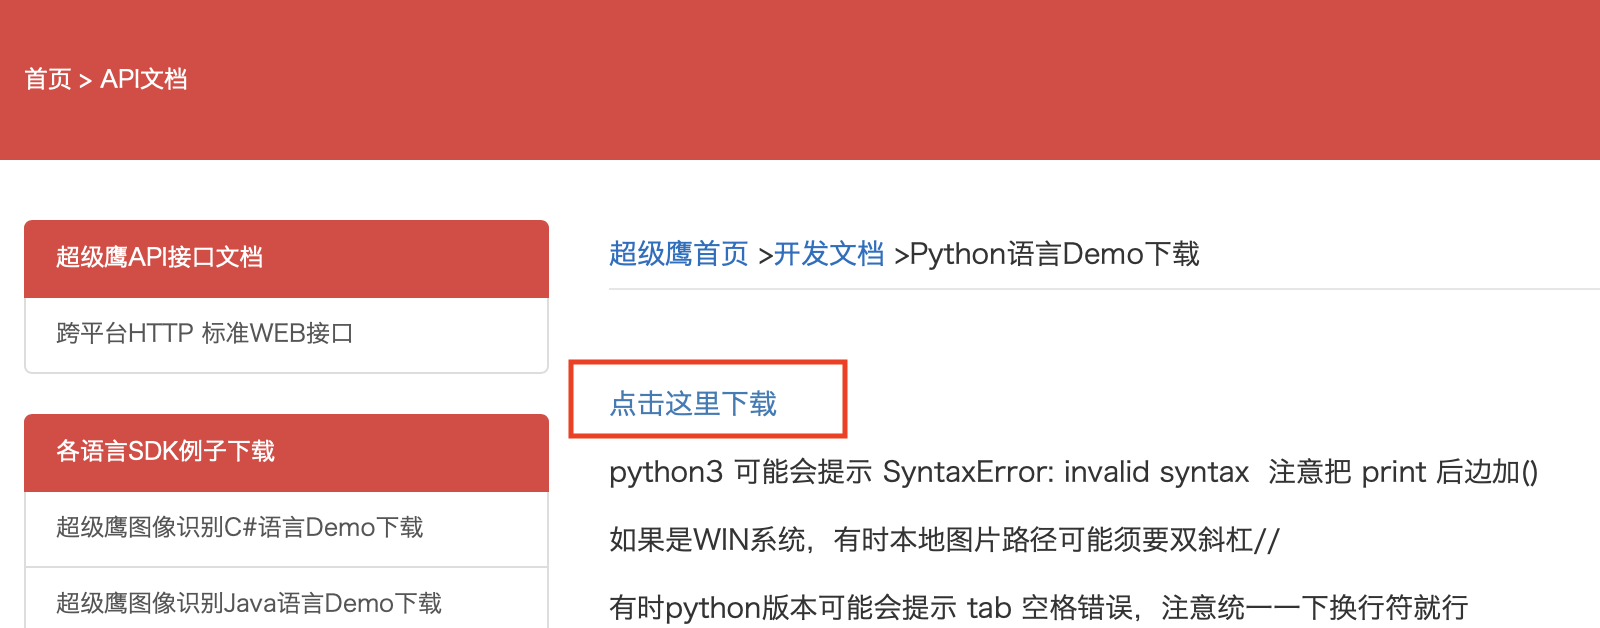 首页 > API文档
超级鹰API接口文档
跨平台HTTP 标准WEB接口
各语言SDK例子下载
超级鹰图像识别C#语言Demo下载
超级鹰图像识别Java语言Demo下载
超级鹰首页 >开发文档 >Python语言Demo下载
点击这里下载
python3 可能会提示 SyntaxError: invalid syntax  注意把 print 后边加()
如果是WIN系统，有时本地图片路径可能须要双斜杠//
有时python版本可能会提示 tab 空格错误，注意统一一下换行符就行